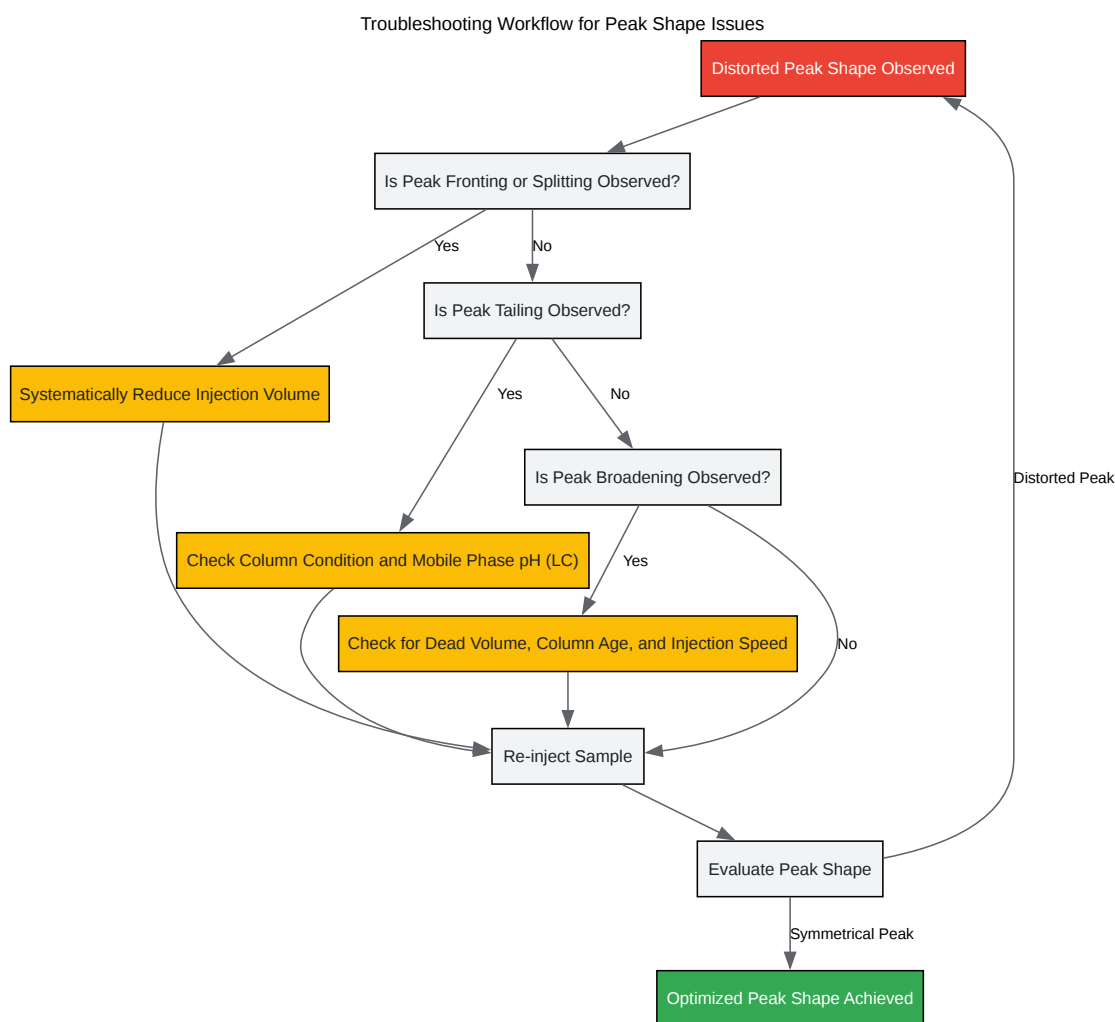 Troubleshooting Workflow for Peak Shape Issues
Distorted Peak Shape Observed
Is Peak Fronting or Splitting Observed?
Yes
No
Is Peak Tailing Observed?
Systematically Reduce Injection Volume
Yes
No
Is Peak Broadening Observed?
Distorted Peak
Check Column Condition and Mobile Phase pH (LC)
Yes
Check for Dead Volume, Column Age, and Injection Speed
No
Re-inject Sample
Evaluate Peak Shape
Symmetrical Peak
Optimized Peak Shape Achieved